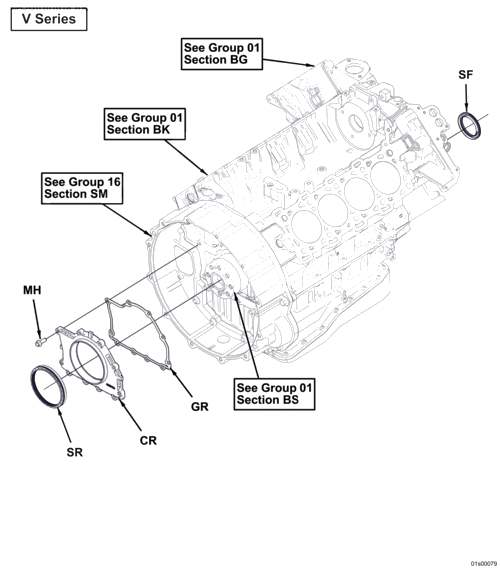 V Series
See Group 01
Section BG
SF
See Group 01
Section BK
See Group 16
Section SM
MH
See Group 01
Section BS
GR
CR
SR
01s00079